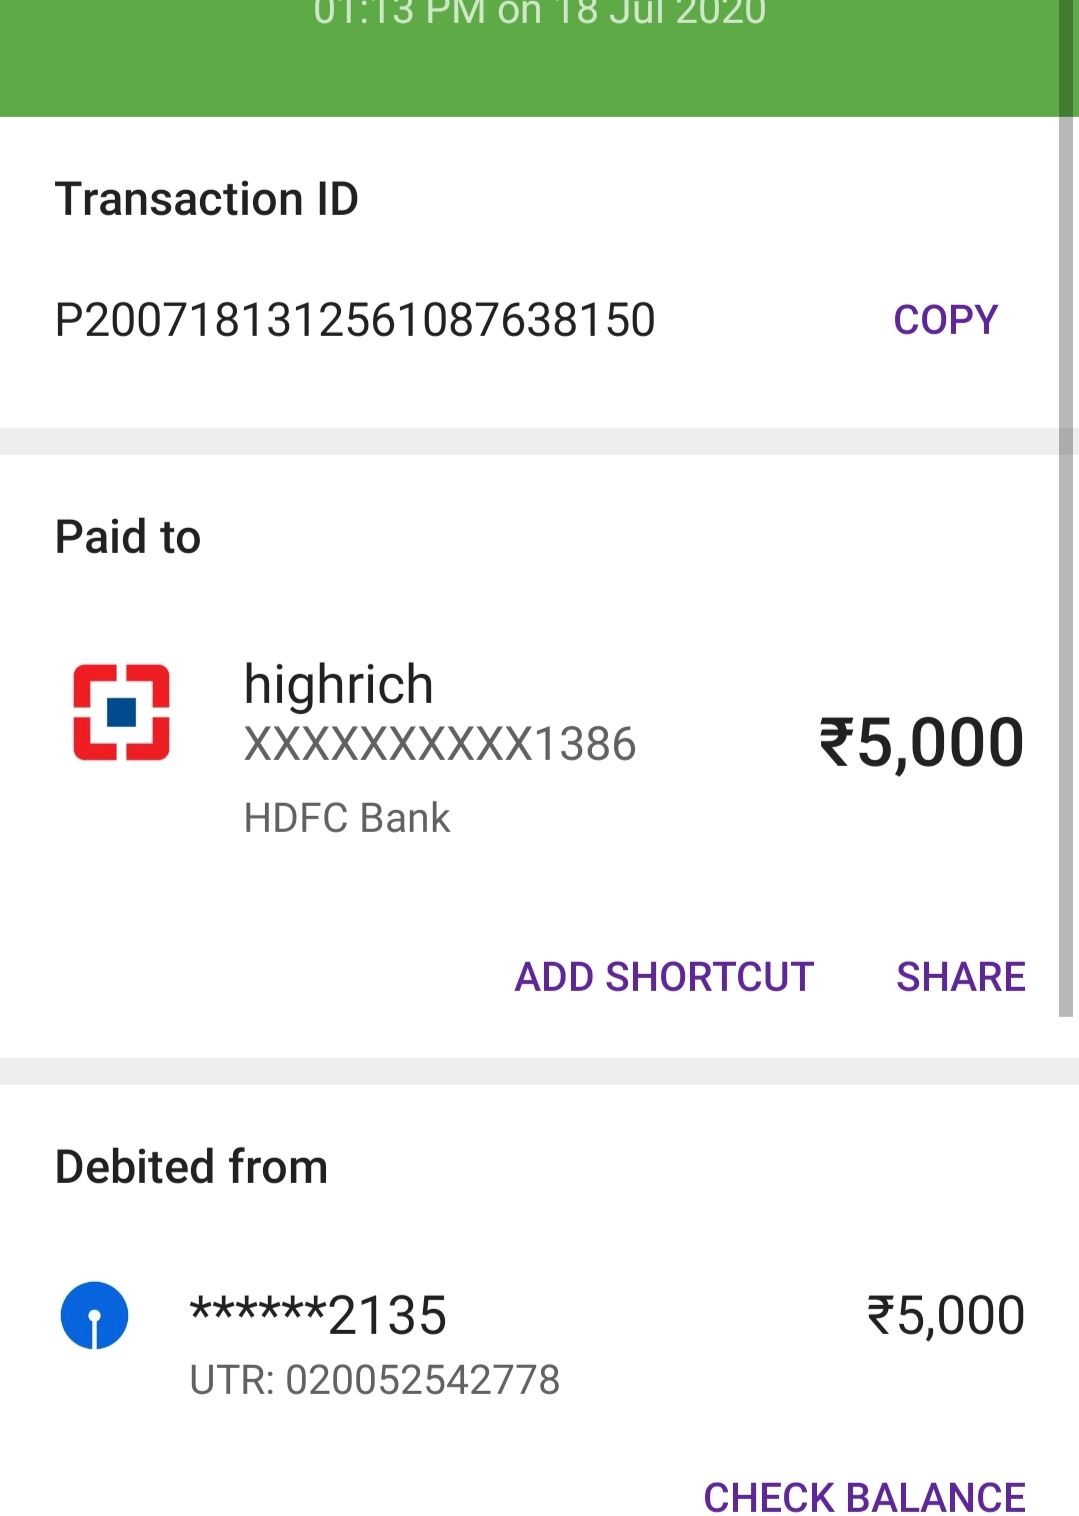 01:13 PM on 18 Jul 2020
Transaction ID
P2007181312561087638150
COPY
Paid to
highrich
XXXXXXXXXX1386
₹5,000
HDFC Bank
ADD SHORTCUT
SHARE
Debited from
******2135
₹5,000
UTR: 020052542778
CHECK BALANCE